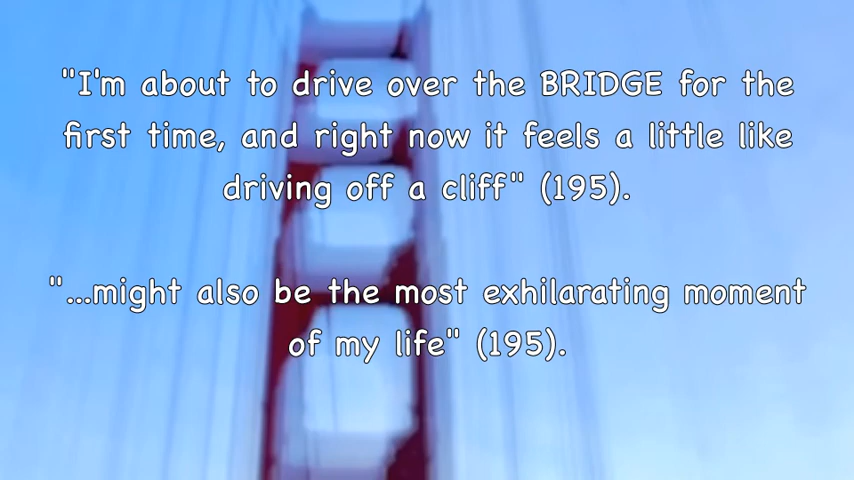 "I'm about to drive over the BRIDGE for the
first time, and right now it feels a little like
driving off a cliff" (195).
"...might also be the most exhilarating moment
of my life" (195).